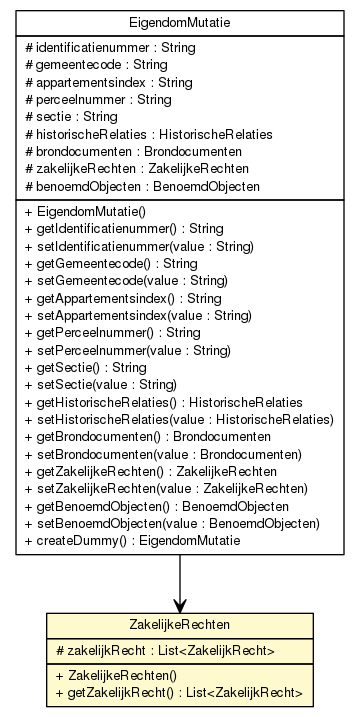 EigendomMutatie
# identificatienummer : String
# gemeentecode : String
# appartementsindex : String
# perceelnummer : String
# sectie : String
# historischeRelaties : HistorischeRelaties
# brondocumenten : Brondocumenten
# zakelijkeRechten : ZakelijkeRechten
# benoemdObjecten : BenoemdObjecten
+ EigendomMutatie()
+ getIdentificatienummer() : String
+ setIdentificatienummer(value : String)
+ getGemeentecode() : String
+ setGemeentecode(value : String)
+ getAppartementsindex() : String
+ setAppartementsindex(value : String)
+ getPerceelnummer() : String
+ setPerceelnummer(value : String)
+ getSectie() : String
+ setSectie(value : String)
+ getHistorischeRelaties() : HistorischeRelaties
+ setHistorischeRelaties(value : HistorischeRelaties)
+ getBrondocumenten() : Brondocumenten
+ setBrondocumenten(value : Brondocumenten)
+ getZakelijkeRechten() : ZakelijkeRechten
+ setZakelijkeRechten(value : ZakelijkeRechten)
+ getBenoemdObjecten() : BenoemdObjecten
+ setBenoemdObjecten(value : BenoemdObjecten)
+ createDummy() : EigendomMutatie
ZakelijkeRechten
# zakelijkRecht : List<ZakelijkRecht>
+ ZakelijkeRechten()
+ getZakelijkRecht() : List<ZakelijkRecht>